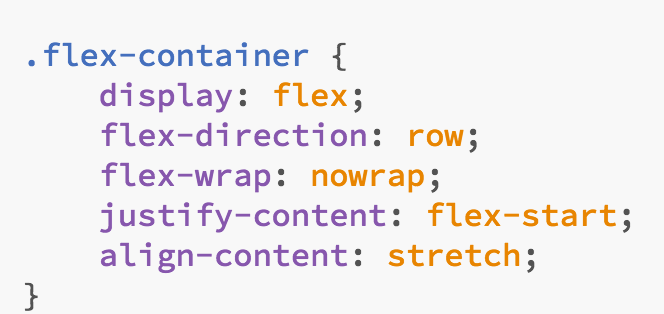 .flex-container {
    display: flex;
    flex-direction: row;
    flex-wrap: nowrap;
    justify-content: flex-start;
    align-content: stretch;
}